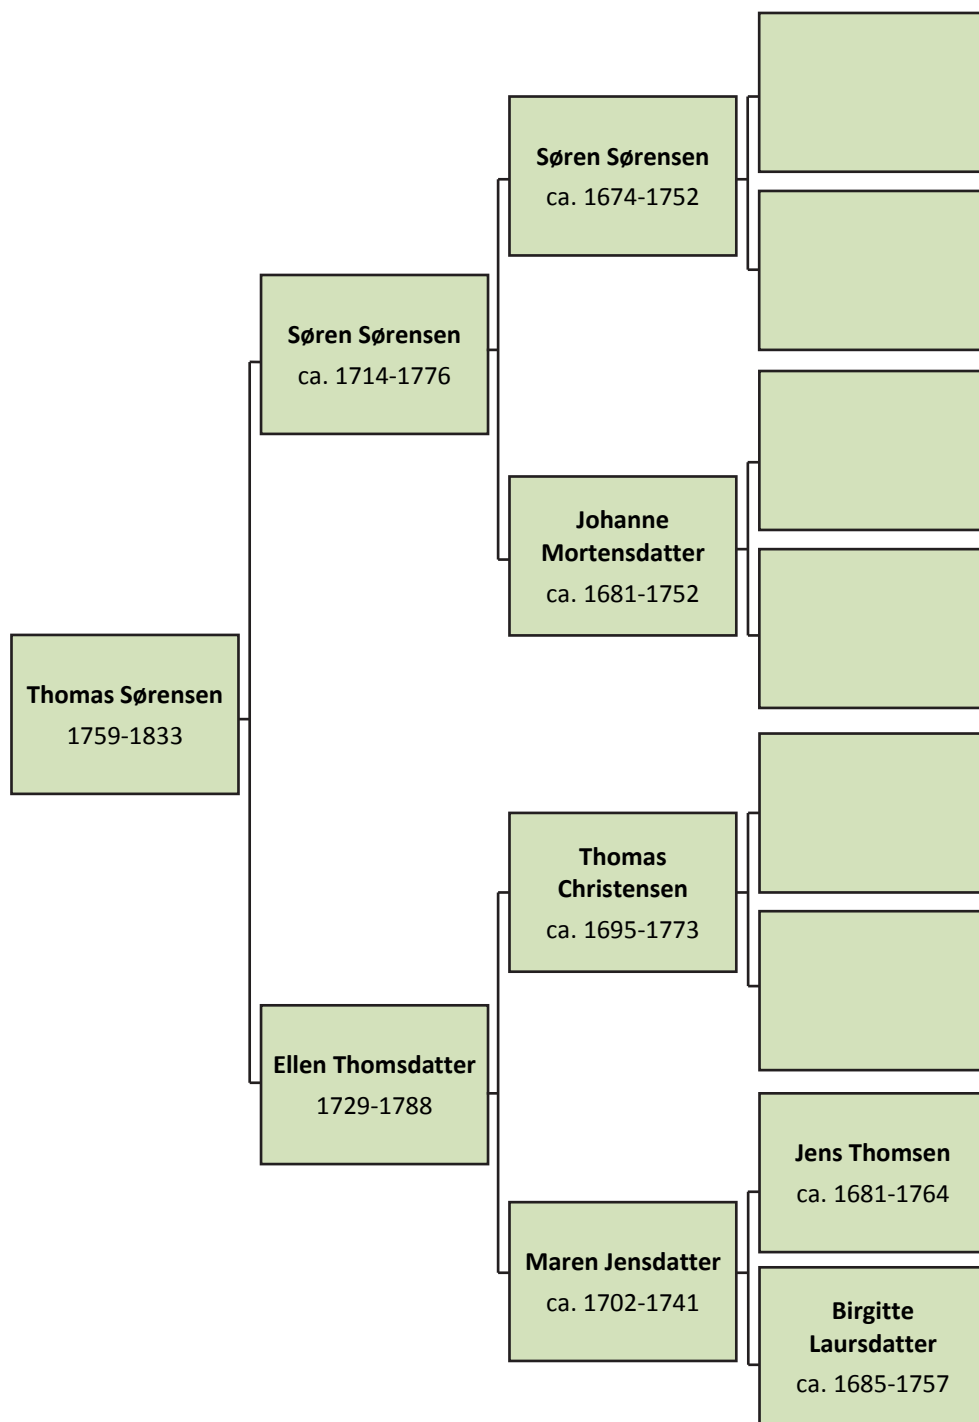 Søren Sørensen
ca. 1674-1752
Søren Sørensen
ca. 1714-1776
Johanne
Mortensdatter
ca. 1681-1752
Thomas Sørensen
1759-1833
Thomas
Christensen
ca. 1695-1773
Ellen Thomsdatter
1729-1788
Jens Thomsen
ca. 1681-1764
Maren Jensdatter
ca. 1702-1741
Birgitte
Laursdatter
ca. 1685-1757